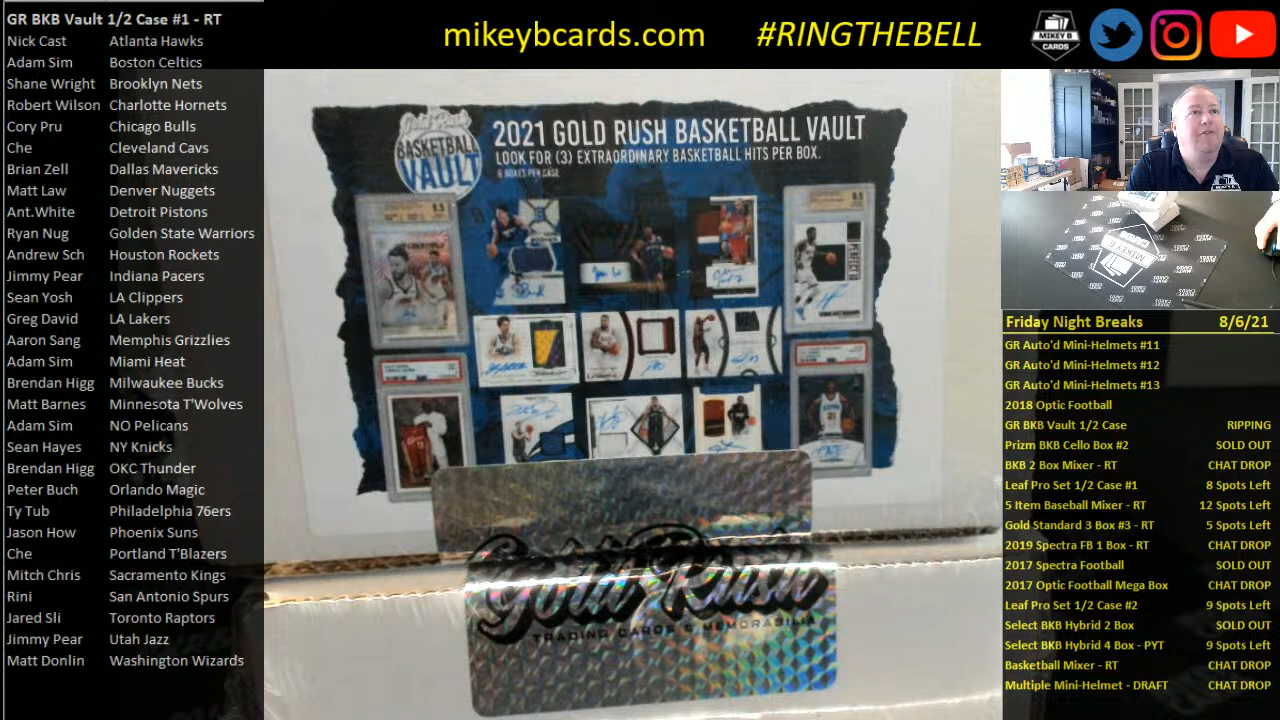 GR BKB Vault 1/2 Case #1 - RT
Nick Cast Atlanta Hawks
Adam Sim Boston Celtics
Shane Wright Brooklyn Nets
Robert Wilson Charlotte Hornets
Cory Pru Chicago Bulls
Che Cleveland Cavs
Brian Zell Dallas Mavericks
Matt Law Denver Nuggets
Ant.White Detroit Pistons
Ryan Nug Golden State Warriors
Andrew Sch Houston Rockets
Jimmy Pear Indiana Pacers
Sean Yosh LA Clippers
Greg David LA Lakers
Aaron Sang Memphis Grizzlies
Adam Sim Miami Heat
Brendan Higg Milwaukee Bucks
Matt Barnes Minnesota T'Wolves
Adam Sim NO Pelicans
Sean Hayes NY Knicks
Brendan Higg OKC Thunder
Peter Buch Orlando Magic
Ty Tub Philadelphia 76ers
Jason How Phoenix Suns
Che Portland T'Blazers
Mitch Chris Sacramento Kings
Rini San Antonio Spurs
Jared Sli Toronto Raptors
Jimmy Pear Utah Jazz
Matt Donlin Washington Wizards
mikeybcards.com #RINGTHEBELL
MIKEY B
CARDS
Gold Rush
BASKETBALL
VAULT
2021 GOLD RUSH BASKETBALL VAULT
LOOK FOR (3) EXTRAORDINARY BASKETBALL HITS PER BOX.
6 BOXES PER CASE
Gold Rush
TRADING CARDS & MEMORABILIA
Friday Night Breaks 8/6/21
GR Auto'd Mini-Helmets #11
GR Auto'd Mini-Helmets #12
GR Auto'd Mini-Helmets #13
2018 Optic Football
GR BKB Vault 1/2 Case RIPPING
Prizm BKB Cello Box #2 SOLD OUT
BKB 2 Box Mixer - RT CHAT DROP
Leaf Pro Set 1/2 Case #1 8 Spots Left
5 Item Baseball Mixer - RT 12 Spots Left
Gold Standard 3 Box #3 - RT 5 Spots Left
2019 Spectra FB 1 Box - RT CHAT DROP
2017 Spectra Football SOLD OUT
2017 Optic Football Mega Box CHAT DROP
Leaf Pro Set 1/2 Case #2 9 Spots Left
Select BKB Hybrid 2 Box SOLD OUT
Select BKB Hybrid 4 Box - PYT 9 Spots Left
Basketball Mixer - RT CHAT DROP
Multiple Mini-Helmet - DRAFT CHAT DROP